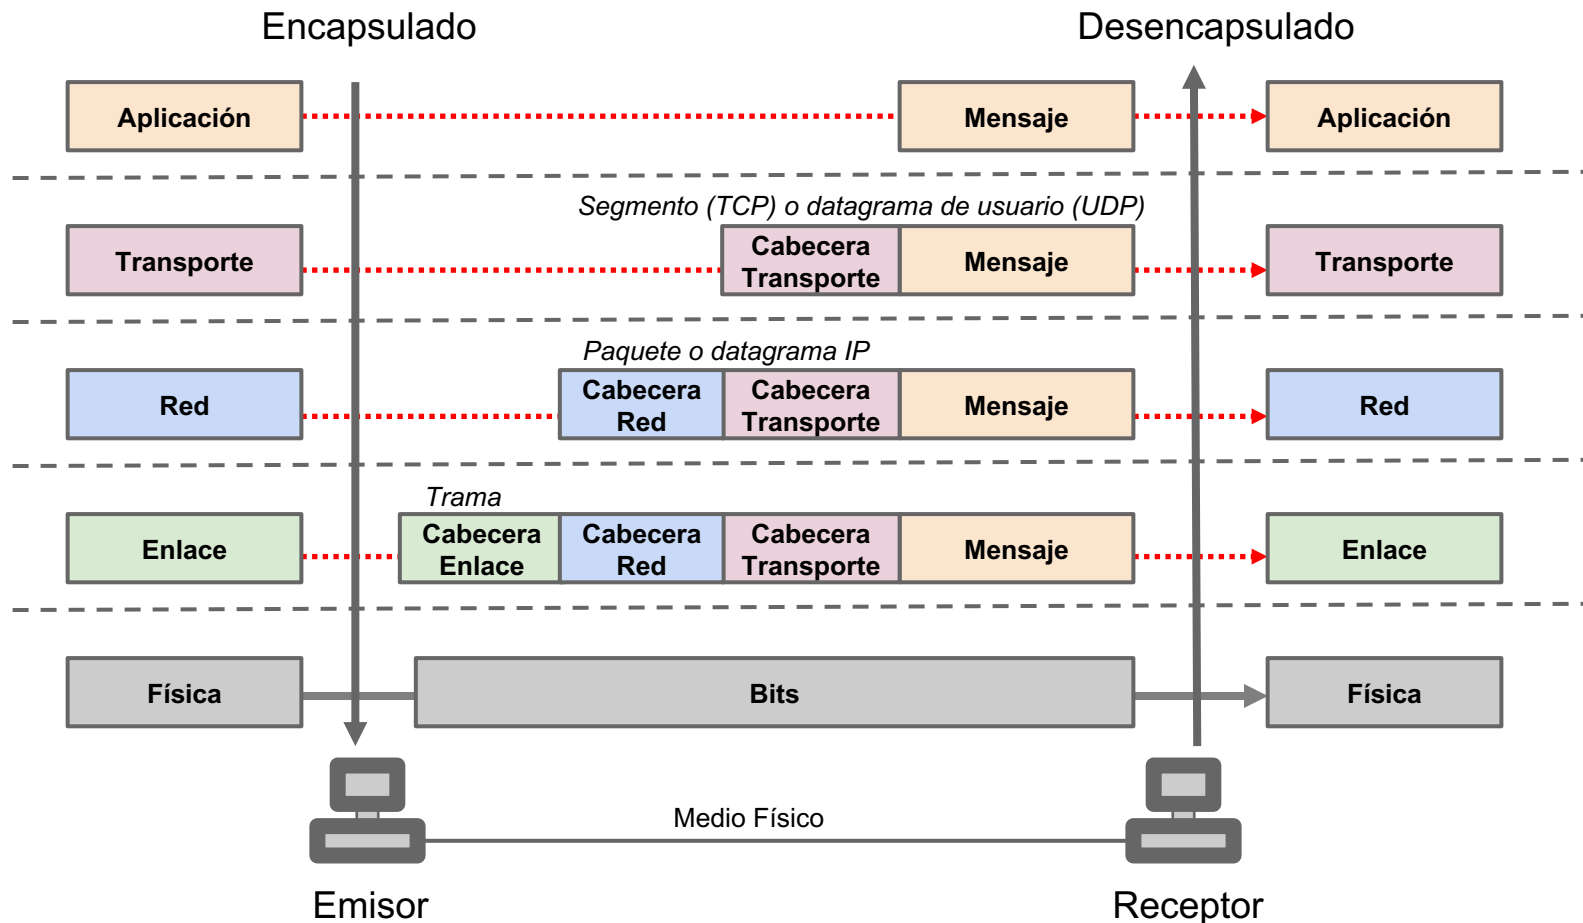 Encapsulado
Desencapsulado
Aplicación
Mensaje
Aplicación
Segmento (TCP) o datagrama de usuario (UDP)
Transporte
Cabecera
Transporte
Mensaje
Transporte
Paquete o datagrama IP
Red
Cabecera
Red
Cabecera
Transporte
Mensaje
Red
Trama
Enlace
Cabecera
Enlace
Cabecera
Red
Cabecera
Transporte
Mensaje
Enlace
Física
Bits
Física
Medio Físico
Emisor
Receptor